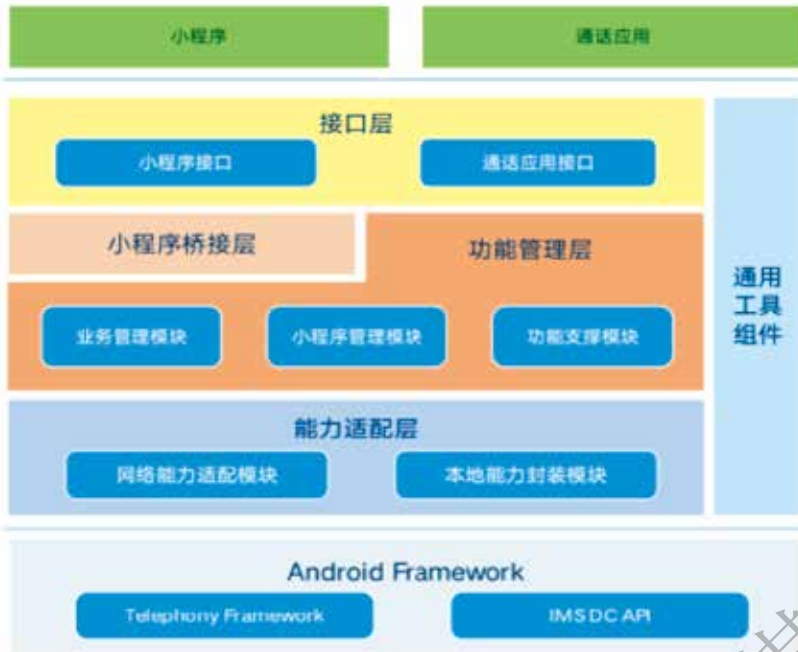 小程序
通话应用
接口层
小程序接口
通话应用接口
小程序桥接层
功能管理层
业务管理模块
小程序管理模块
功能支撑模块
通用
工具
组件
能力适配层
网络能力适配模块
本地能力封装模块
Android Framework
Telephony Framework
IMS DC API